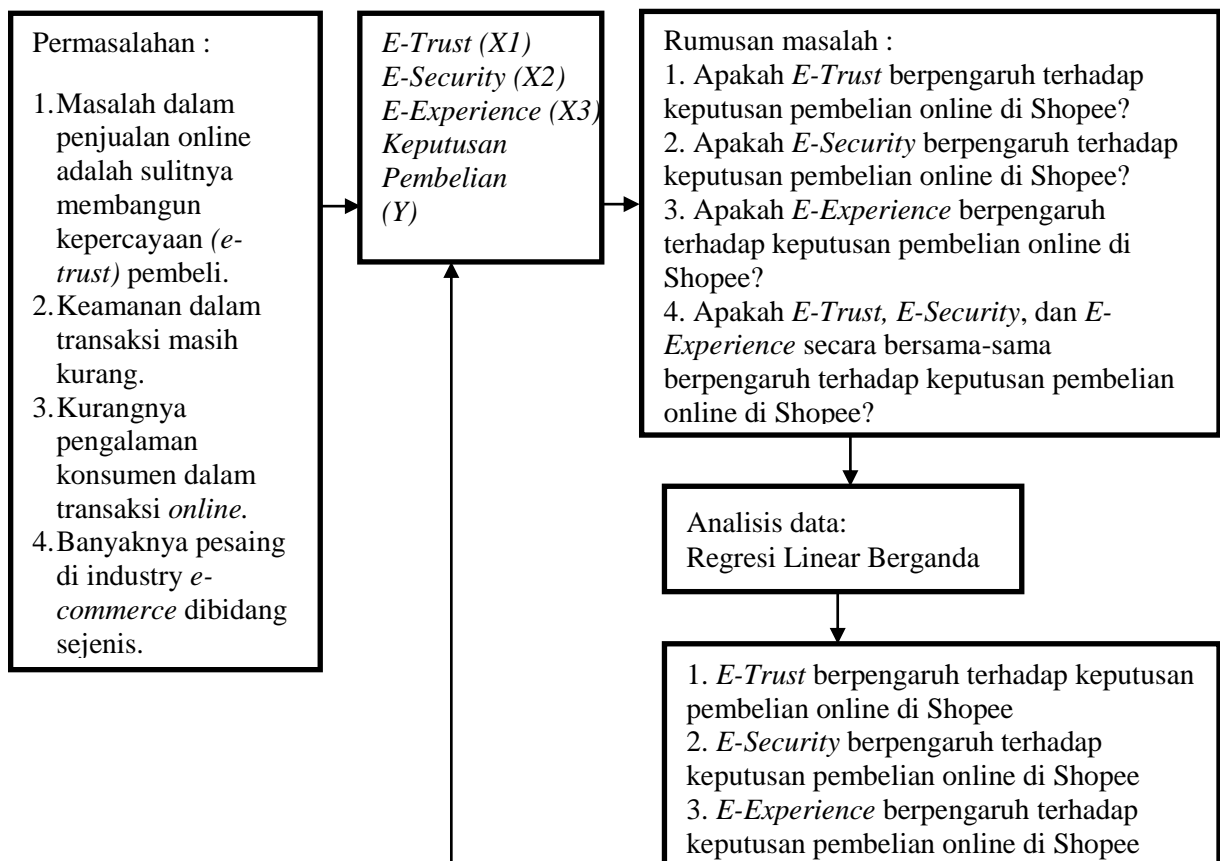 Permasalahan :
1. Masalah dalam
penjualan online
adalah sulitnya
membangun
kepercayaan (e-
trust) pembeli.
2. Keamanan dalam
transaksi masih
kurang.
3. Kurangnya
pengalaman
konsumen dalam
transaksi online.
4. Banyaknya pesaing
di industry e-
commerce dibidang
sejenis.
E-Trust (X1)
E-Security (X2)
E-Experience (X3)
Keputusan
Pembelian
(Y)
Rumusan masalah :
1. Apakah E-Trust berpengaruh terhadap
keputusan pembelian online di Shopee?
2. Apakah E-Security berpengaruh terhadap
keputusan pembelian online di Shopee?
3. Apakah E-Experience berpengaruh
terhadap keputusan pembelian online di
Shopee?
4. Apakah E-Trust, E-Security, dan E-
Experience secara bersama-sama
berpengaruh terhadap keputusan pembelian
online di Shopee?
Analisis data:
Regresi Linear Berganda
1. E-Trust berpengaruh terhadap keputusan
pembelian online di Shopee
2. E-Security berpengaruh terhadap
keputusan pembelian online di Shopee
3. E-Experience berpengaruh terhadap
keputusan pembelian online di Shopee